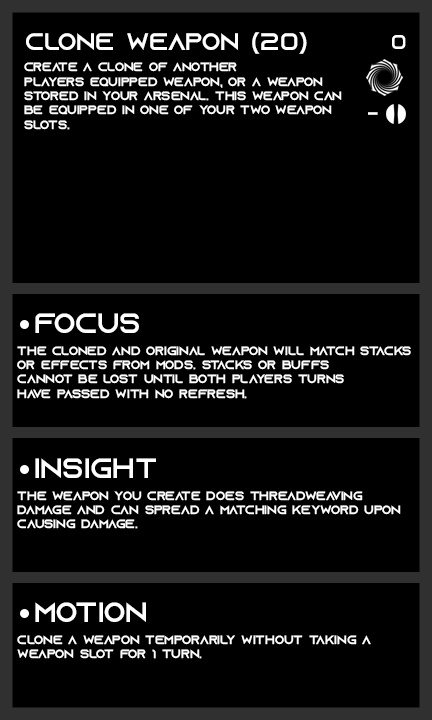 CLONE WEAPON (20) 0
CREATE A CLONE OF ANOTHER
PLAYERS EQUIPPED WEAPON, OR A WEAPON
STORED IN YOUR ARSENAL. THIS WEAPON CAN
BE EQUIPPED IN ONE OF YOUR TWO WEAPON
SLOTS.
•FOCUS
THE CLONED AND ORIGINAL WEAPON WILL MATCH STACKS
OR EFFECTS FROM MODS. STACKS OR BUFFS
CANNOT BE LOST UNTIL BOTH PLAYERS TURNS
HAVE PASSED WITH NO REFRESH.
•INSIGHT
THE WEAPON YOU CREATE DOES THREADWEAVING
DAMAGE AND CAN SPREAD A MATCHING KEYWORD UPON
CAUSING DAMAGE.
•MOTION
CLONE A WEAPON TEMPORARILY WITHOUT TAKING A
WEAPON SLOT FOR 1 TURN.